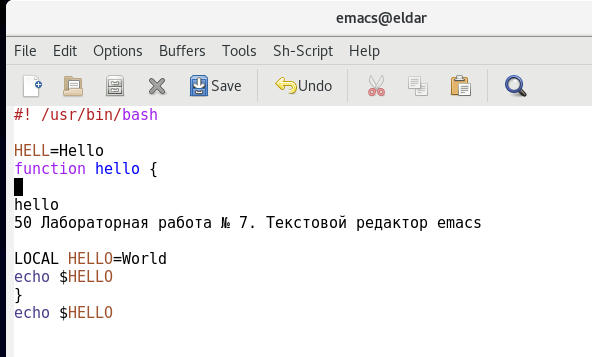 emacs@eldar
File Edit Options Buffers Tools Sh-Script Help
Save Undo
#! /usr/bin/bash
HELL=Hello
function hello {
hello
50 Лабораторная работа № 7. Текстовой редактор emacs
LOCAL HELLO=World
echo $HELLO
}
echo $HELLO